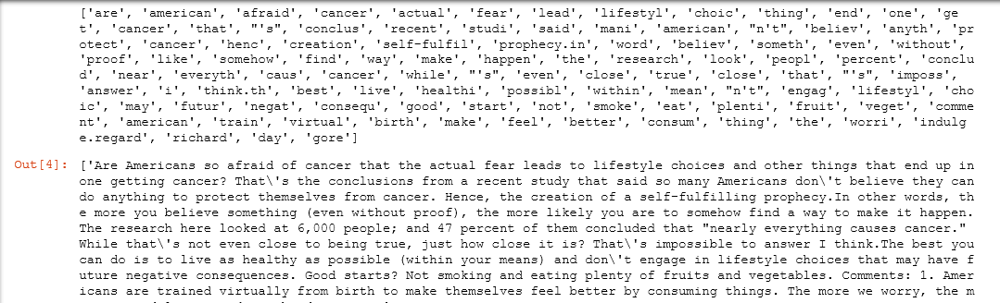 ['are', 'american', 'afraid', 'cancer', 'actual', 'fear', 'lead', 'lifestyl', 'choic', 'thing', 'end', 'one', 'ge
t', 'cancer', 'that', "'s", 'conclus', 'recent', 'studi', 'said', 'mani', 'american', "n't", 'believ', 'anyth', 'pr
otect', 'cancer', 'henc', 'creation', 'self-fulfil', 'prophecy.in', 'word', 'believ', 'someth', 'even', 'without',
'proof', 'like', 'somehow', 'find', 'way', 'make', 'happen', 'the', 'research', 'look', 'peopl', 'percent', 'conclu
d', 'near', 'everyth', 'caus', 'cancer', 'while', "'s", 'even', 'close', 'true', 'close', 'that', "'s", 'imposs',
'answer', 'i', 'think.th', 'best', 'live', 'healthi', 'possibl', 'within', 'mean', "n't", 'engag', 'lifestyl', 'cho
ic', 'may', 'futur', 'negat', 'consequ', 'good', 'start', 'not', 'smoke', 'eat', 'plenti', 'fruit', 'veget', 'comme
nt', 'american', 'train', 'virtual', 'birth', 'make', 'feel', 'better', 'consum', 'thing', 'the', 'worri', 'indulg
e.regard', 'richard', 'day', 'gore']
Out[4]: ['Are Americans so afraid of cancer that the actual fear leads to lifestyle choices and other things that end up in
one getting cancer? That\'s the conclusions from a recent study that said so many Americans don\'t believe they can
do anything to protect themselves from cancer. Hence, the creation of a self-fulfilling prophecy.In other words, th
e more you believe something (even without proof), the more likely you are to somehow find a way to make it happen.
The research here looked at 6,000 people; and 47 percent of them concluded that "nearly everything causes cancer."
While that\'s not even close to being true, just how close it is? That\'s impossible to answer I think.The best you
can do is to live as healthy as possible (within your means) and don\'t engage in lifestyle choices that may have f
uture negative consequences. Good starts? Not smoking and eating plenty of fruits and vegetables. Comments: 1. Amer
icans are trained virtually from birth to make themselves feel better by consuming things. The more we worry, the m